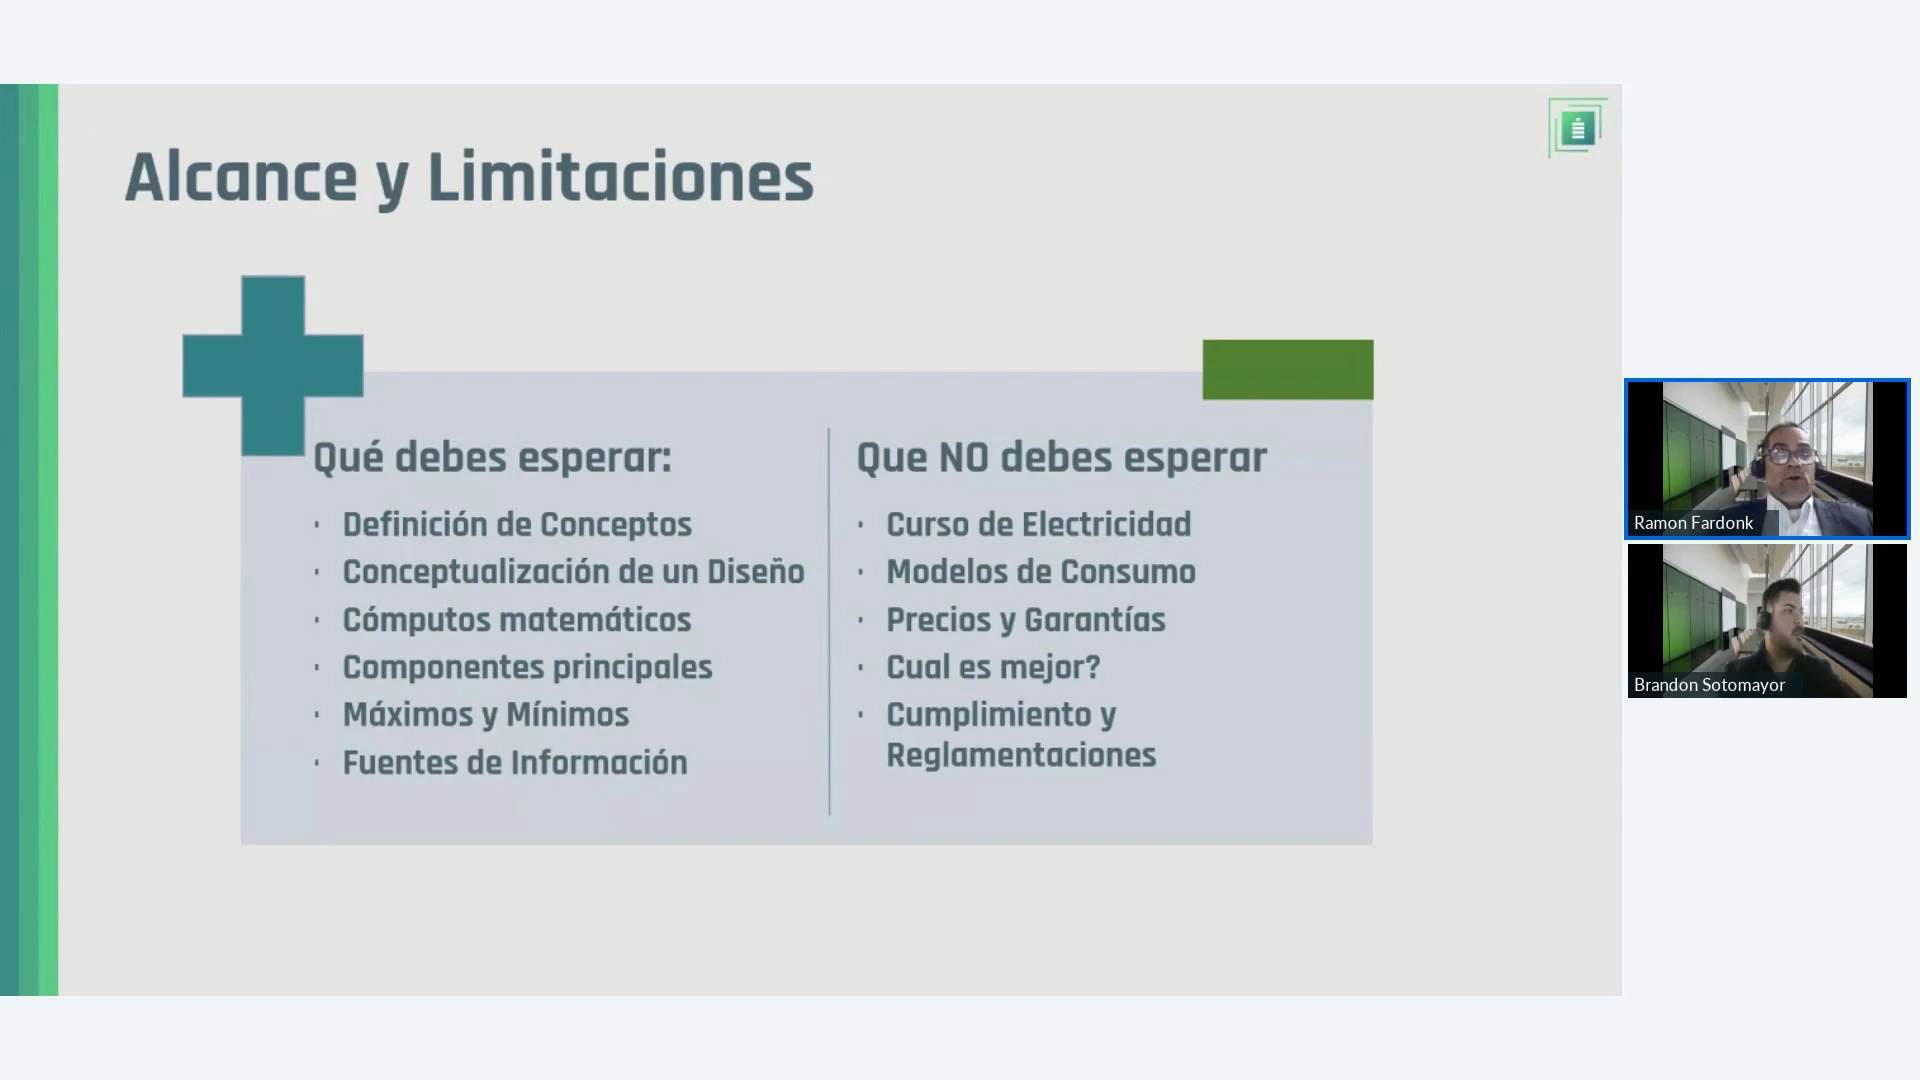 Alcance y Limitaciones
Qué debes esperar:
· Definición de Conceptos
· Conceptualización de un Diseño
· Cómputos matemáticos
· Componentes principales
· Máximos y Mínimos
· Fuentes de Información
Que NO debes esperar
· Curso de Electricidad
· Modelos de Consumo
· Precios y Garantías
· Cual es mejor?
· Cumplimiento y
Reglamentaciones
Ramon Fardonk
Brandon Sotomayor